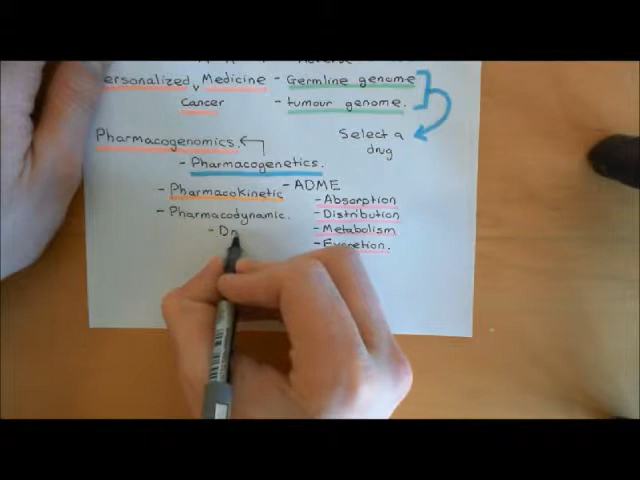 ersonalized Medicine - Germline genome
Cancer - tumour genome.
Pharmacogenomics. Select a
drug
- Pharmacogenetics.
- Pharmacokinetic - ADME
- Absorption
- Pharmacodynamic. - Distribution
- D - Metabolism
- Excretion.